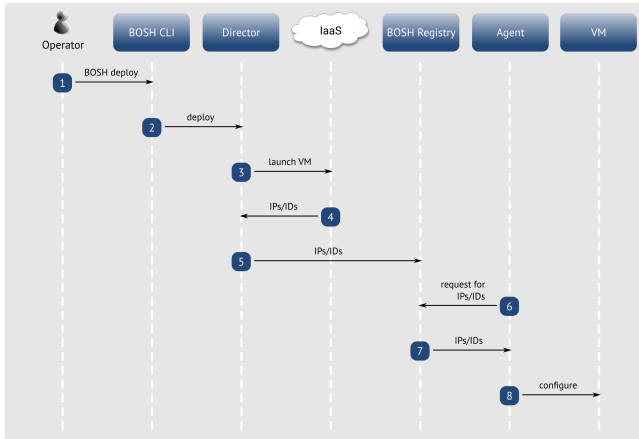 Operator
BOSH CLI
Director
IaaS
BOSH Registry
Agent
VM
1
BOSH deploy
2
deploy
3
launch VM
IPs/IDs
4
5
IPs/IDs
request for
IPs/IDs
6
7
IPs/IDs
8
configure